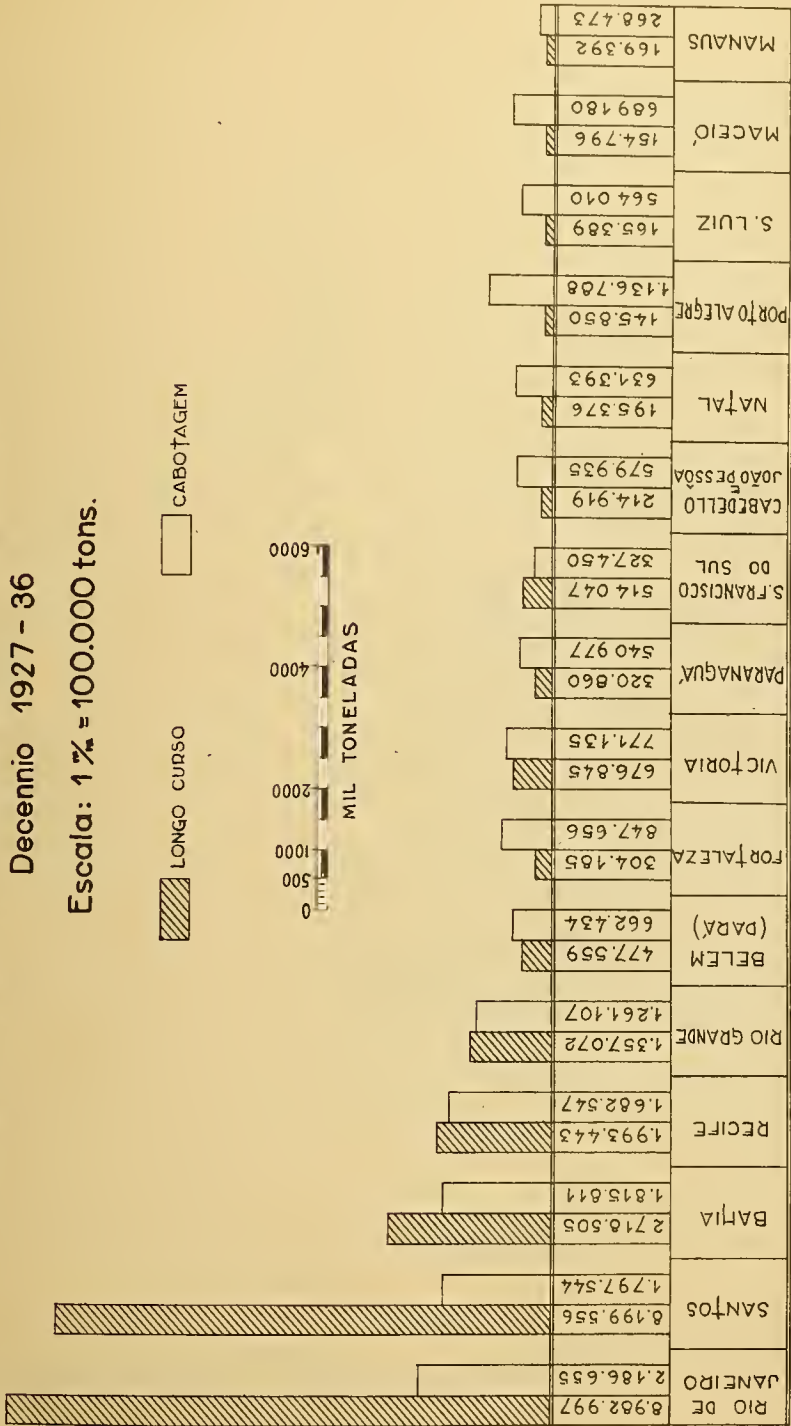 Decennio 1927-36
Escala: 1 ‰ = 100.000 tons.
LONGO CURSO
CABOTAGEM
0 500 1000 2000 4000 6000
MIL TONELADAS
8.982.997
2.186.655
RIO DE
JANEIRO
8.199.556
1.797.544
SANTOS
2 718.505
1.815.811
BAHIA
1.993.443
1.682.547
RECIFE
1.357.072
1.261.107
RIO GRANDE
477.559
662.434
BELEM
(PARÁ)
304.185
847.656
FORTALEZA
676.845
771.135
VICTORIA
320.860
540 977
PARANAGUÁ
514 047
327.450
S.FRANCISCO
DO SUL
214.919
579.935
CABEDELLO
E
JOÃO PESSÔA
195.376
631.393
NATAL
145.850
1.136.788
PORTO ALEGRE
165.389
564 010
S. LUIZ
154.796
689 180
MACEIÓ
169.392
268.473
MANAUS